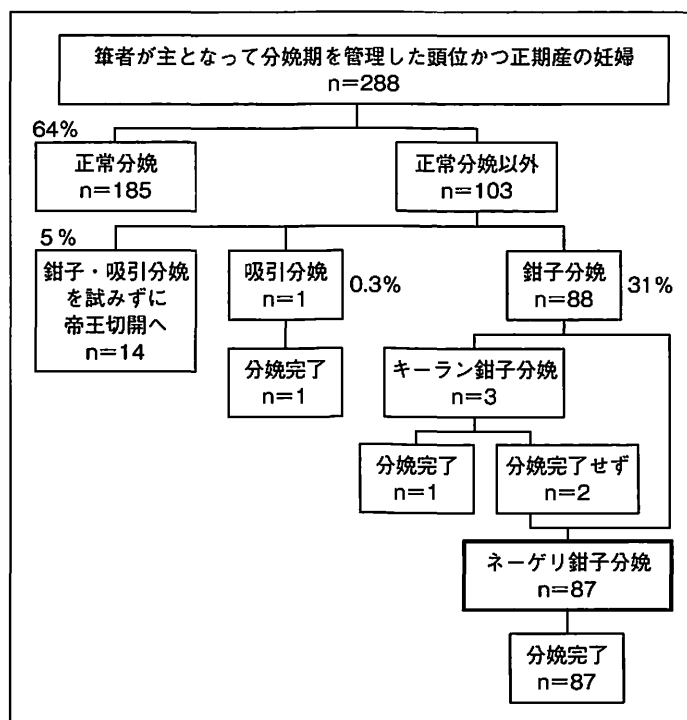 筆者が主となって分娩期を管理した頭位かつ正期産の妊婦
n=288
64%
正常分娩
n=185
正常分娩以外
n=103
5%
鉗子・吸引分娩
を試みずに
帝王切開へ
n=14
吸引分娩
n=1
0.3%
鉗子分娩
n=88
31%
分娩完了
n=1
キーラン鉗子分娩
n=3
分娩完了
n=1
分娩完了せず
n=2
ネーゲリ鉗子分娩
n=87
分娩完了
n=87